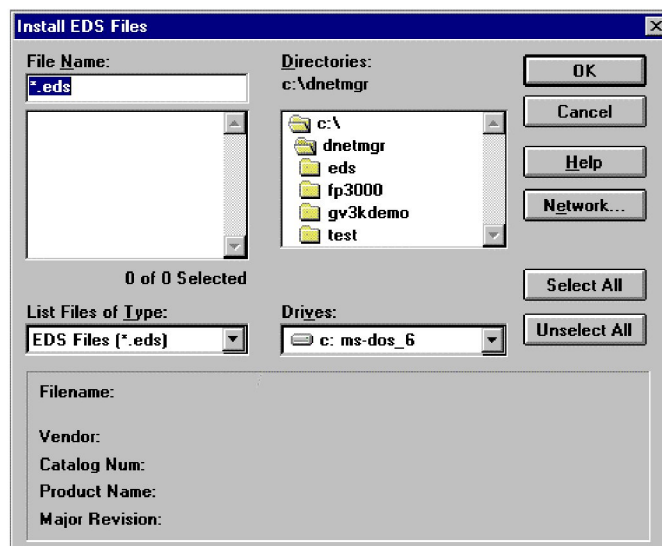 Install EDS Files
File Name:
*.eds
0 of 0 Selected
List Files of Type:
EDS Files (*.eds)
Directories:
c:\dnetmgr
c:\
dnetmgr
eds
fp3000
gv3kdemo
test
Drives:
c: ms-dos_6
OK
Cancel
Help
Network...
Select All
Unselect All
Filename:
Vendor:
Catalog Num:
Product Name:
Major Revision: